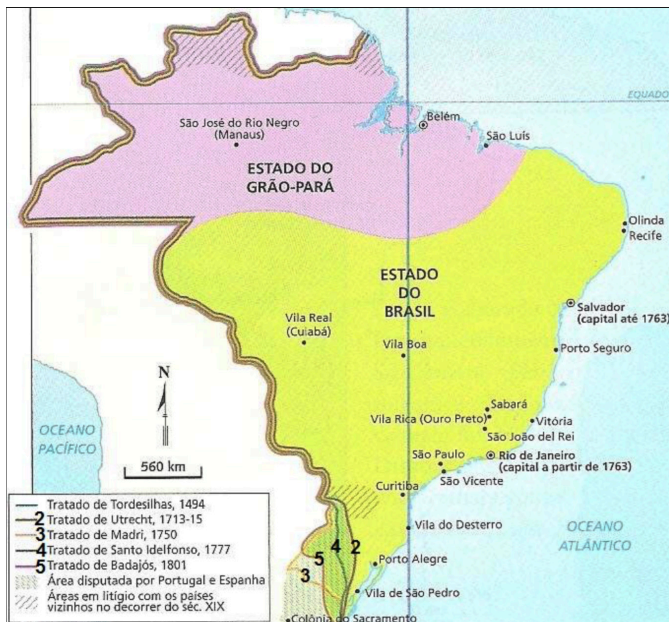 EQUADOR
São José do Rio Negro
(Manaus)
Belém
São Luís
ESTADO DO
GRÃO-PARÁ
Olinda
Recife
ESTADO
DO
BRASIL
Salvador
(capital até 1763)
Vila Real
(Cuiabá)
Vila Boa
Porto Seguro
N
Sabará
Vila Rica (Ouro Preto)
Vitória
São João del Rei
OCEANO
PACÍFICO
560 km
São Paulo
Rio de Janeiro
(capital a partir de 1763)
São Vicente
Curitiba
Tratado de Tordesilhas, 1494
2 Tratado de Utrecht, 1713-15
3 Tratado de Madri, 1750
4 Tratado de Santo Idelfonso, 1777
5 Tratado de Badajós, 1801
Área disputada por Portugal e Espanha
Áreas em litígio com os países
vizinhos no decorrer do séc. XIX
Vila do Desterro
OCEANO
ATLÂNTICO
5 4 2
3
Porto Alegre
Vila de São Pedro
Colônia do Sacramento